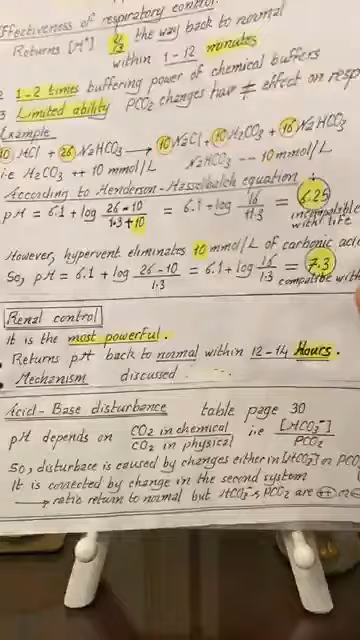 Effectiveness of respiratory control
Returns [H+] 2/3 the way back to normal
within 1-12 minutes
2 1-2 times buffering power of chemical buffers
3 Limited ability PCO2 changes have ≠ effect on resp
Example
10 HCl + 26 NaHCO3 → 10 NaCl + 10 H2CO3 + 16 NaHCO3
i.e H2CO3 ++ 10 mmol/L NaHCO3 -- 10 mmol/L
According to Henderson-Hasselbalch equation :
pH = 6.1 + log 26-10 / 1.3+10 = 6.1 + log 16 / 11.3 = 6.25
incompatible with life
However, hypervent. eliminates 10 mmol/L of carbonic acid
So, pH = 6.1 + log 26-10 / 1.3 = 6.1 + log 16 / 1.3 = 7.3
compatible with
Renal control
It is the most powerful.
Returns pH back to normal within 12-14 Hours.
Mechanism discussed
Acid-Base disturbance table page 30
pH depends on CO2 in chemical / CO2 in physical i.e [HCO3-] / PCO2
So, disturbace is caused by changes either in [HCO3-] or PCO
It is corrected by change in the second system
→ ratio return to normal but HCO3- & PCO2 are ++ or